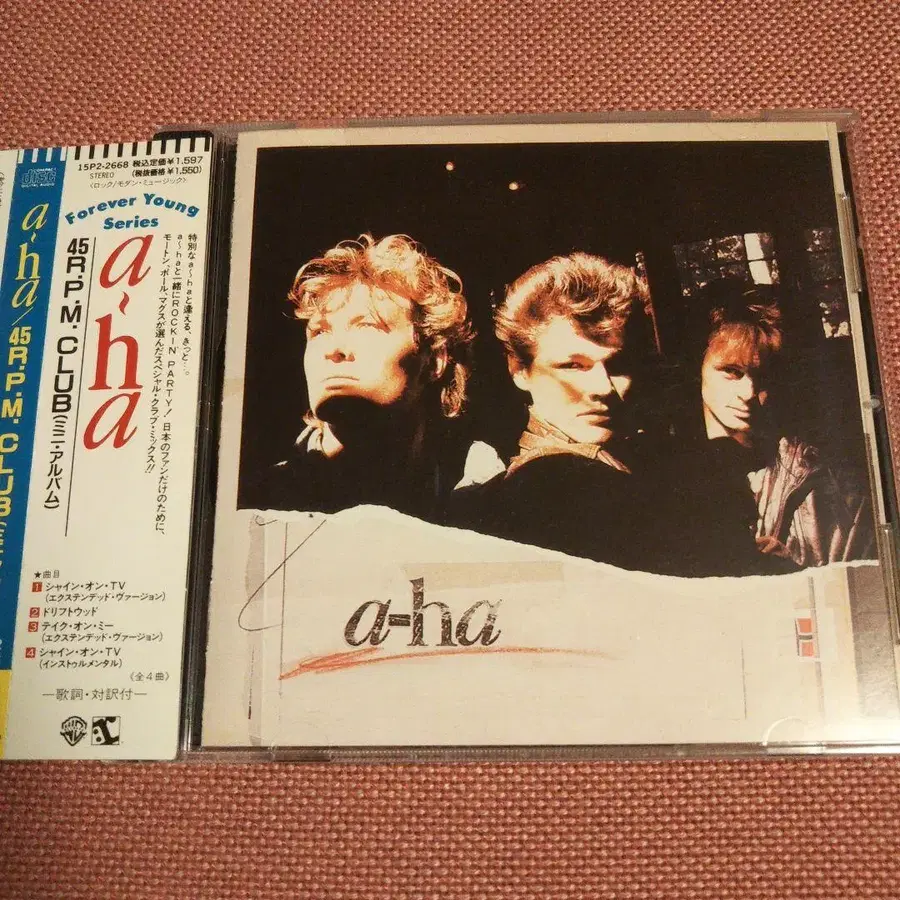 COMPACT
disc
DIGITAL AUDIO
a-ha/45R.P.M. CLUB
15P2-2668 税込定価¥1,597
STEREO (税抜価格¥1,550)
〈ロック/モダン・ミュージック〉
Forever Young
Series
a-ha
45R.P.M. CLUB(ミニ・アルバム)
特別なa〜haと逢える、きっと…。
a〜haと一緒にROCKIN' PARTY! 日本のファンだけのために、
モートン、ポール、マグスが選んだスペシャル・クラブ・ミックス!!
★曲目
1 シャイン・オン・TV
(エクステンデッド・ヴァージョン)
2 ドリフトウッド
3 テイク・オン・ミー
(エクステンデッド・ヴァージョン)
4 シャイン・オン・TV
(インストゥルメンタル)
〈全4曲〉
—歌詞・対訳付—
a-ha